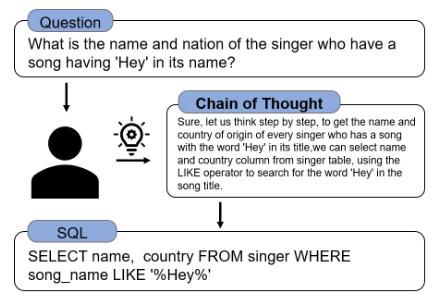 Question
What is the name and nation of the singer who have a
song having 'Hey' in its name?
Chain of Thought
Sure, let us think step by step, to get the name and
country of origin of every singer who has a song
with the word 'Hey' in its title,we can select name
and country column from singer table, using the
LIKE operator to search for the word 'Hey' in the
song title.
SQL
SELECT name,  country FROM singer WHERE
song_name LIKE '%Hey%'